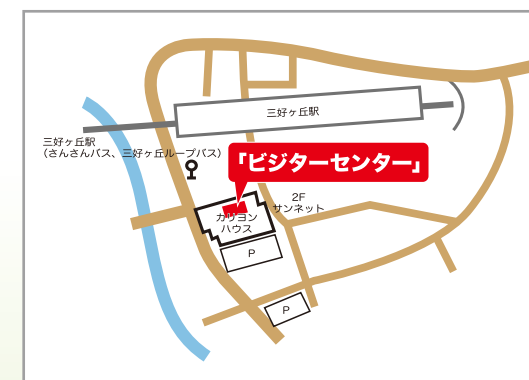 三好ヶ丘駅
三好ヶ丘駅
（さんさんバス、三好ヶ丘ループバス）
「ビジターセンター」
2F
サンネット
カリヨン
ハウス
P
P